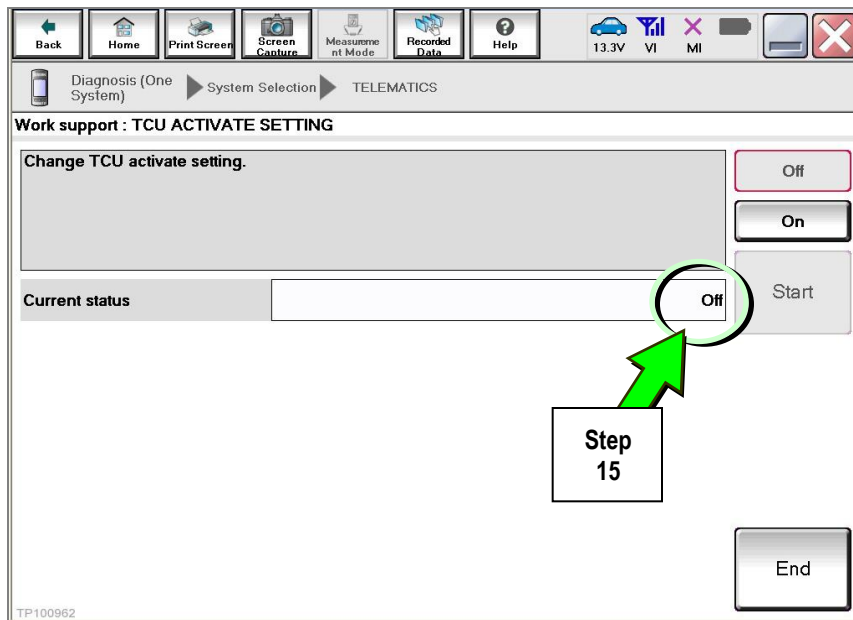 Back
Home
Print Screen
Screen
Capture
Measureme
nt Mode
Recorded
Data
Help
13.3V
VI
MI
Diagnosis (One
System)
System Selection
TELEMATICS
Work support : TCU ACTIVATE SETTING
Change TCU activate setting.
Off
On
Current status
Off
Start
Step
15
End
TP100962